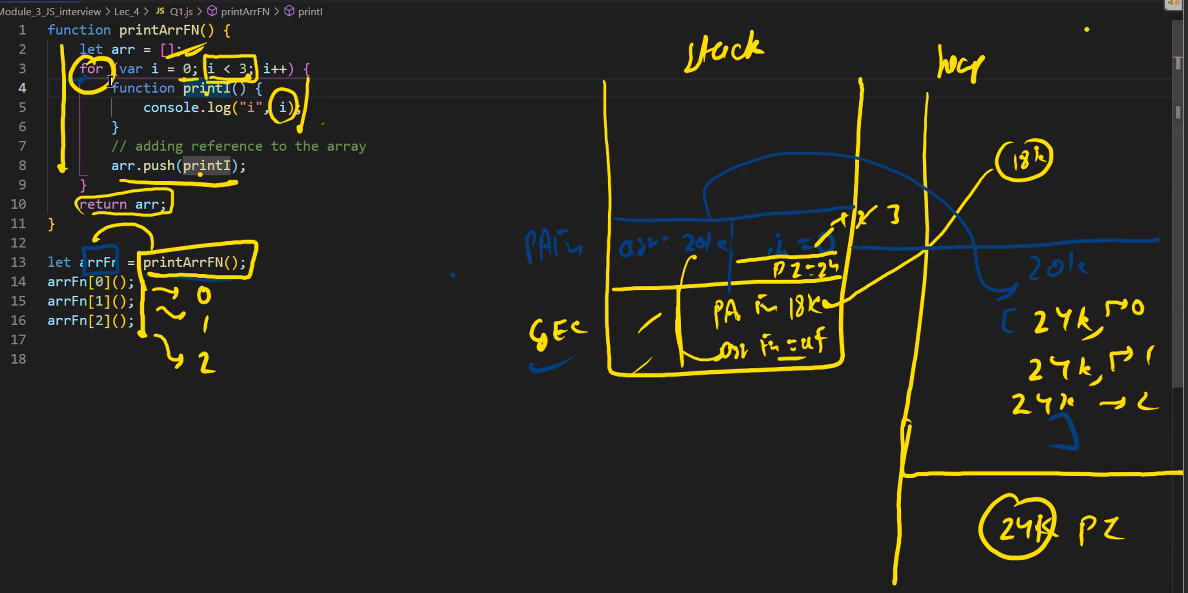 Module_3_JS_interview > Lec_4 > JS Q1.js > printArrFN > printI
1 function printArrFN() {
2 let arr = [];
3 for (var i = 0; i < 3; i++) {
4 function printI() {
5 console.log("i", i);
6 }
7 // adding reference to the array
8 arr.push(printI);
9 }
10 return arr;
11 }
12
13 let arrFn = printArrFN();
14 arrFn[0]();
15 arrFn[1]();
16 arrFn[2]();
17
18
0
1
2
stack
heap
18k
3
PAFn
arr = 20k
i = 0
20k
PI = 24
[ 24k, → 0
PA Fn 18k
GEC
arr Fn = uf
24k, → 1
24k → 2
]
24k PI